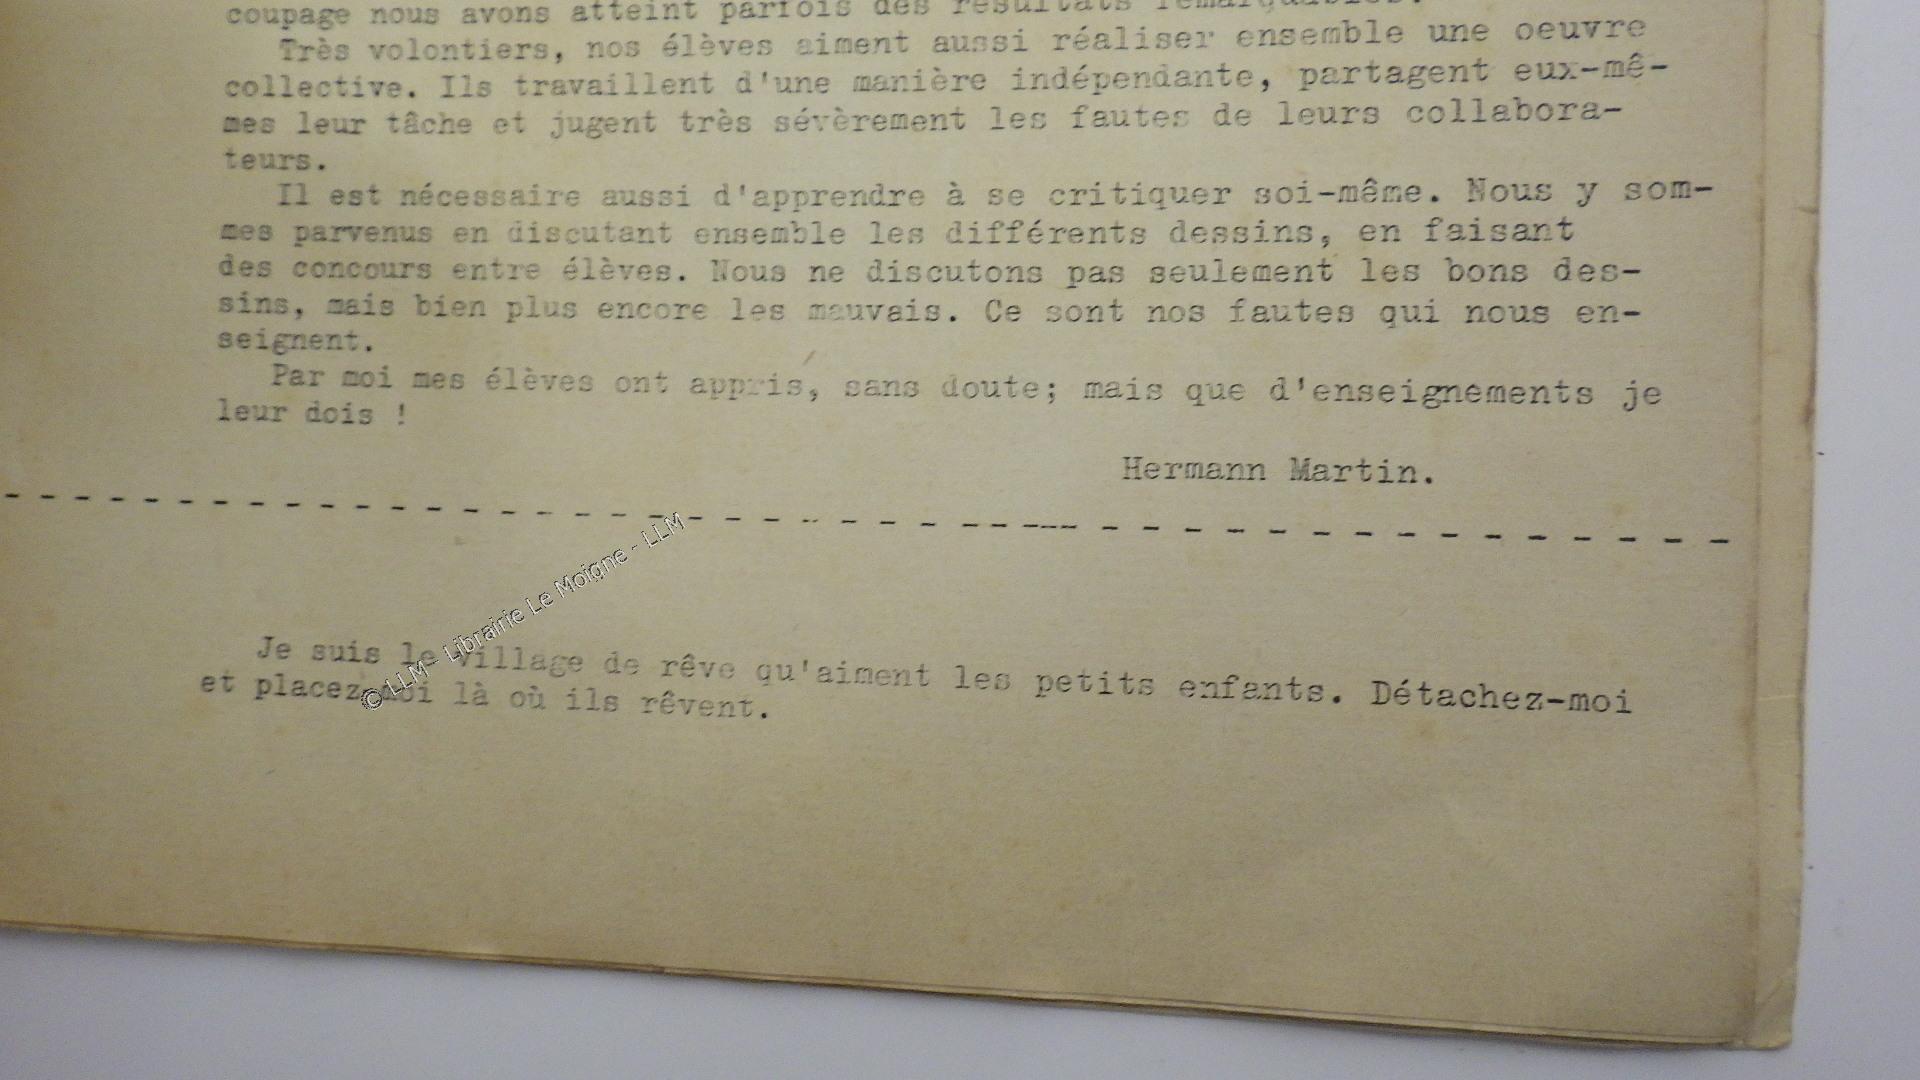 coupage nous avons atteint parfois des résultats remarquables.
Très volontiers, nos élèves aiment aussi réaliser ensemble une oeuvre
collective. Ils travaillent d'une manière indépendante, partagent eux-mê-
mes leur tâche et jugent très sévèrement les fautes de leurs collabora-
teurs.
Il est nécessaire aussi d'apprendre à se critiquer soi-même. Nous y som-
mes parvenus en discutant ensemble les différents dessins, en faisant
des concours entre élèves. Nous ne discutons pas seulement les bons des-
sins, mais bien plus encore les mauvais. Ce sont nos fautes qui nous en-
seignent.
Par moi mes élèves ont appris, sans doute; mais que d'enseignements je
leur dois !
Hermann Martin.
Je suis le village de rêve qu'aiment les petits enfants. Détachez-moi
et placez-moi là où ils rêvent.
© LLM - Librairie Le Moigne - LLM